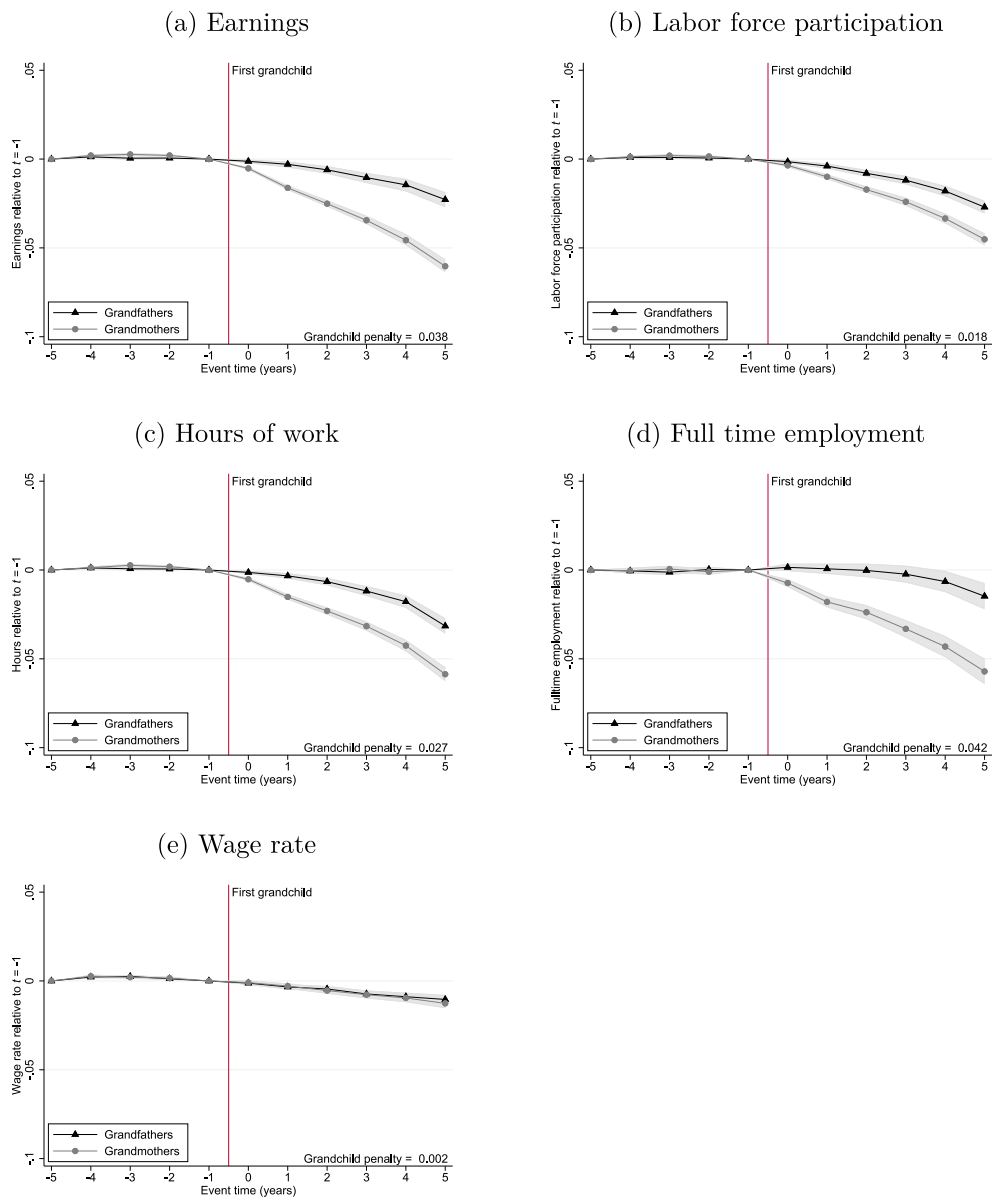 (a) Earnings
First grandchild
Earnings relative to t = -1
.05
0
-.05
-.1
Grandfathers
Grandmothers
Grandchild penalty = 0.038
-5 -4 -3 -2 -1 0 1 2 3 4 5
Event time (years)
(b) Labor force participation
First grandchild
Labor force participation relative to t = -1
.05
0
-.05
-.1
Grandfathers
Grandmothers
Grandchild penalty = 0.018
-5 -4 -3 -2 -1 0 1 2 3 4 5
Event time (years)
(c) Hours of work
First grandchild
Hours relative to t = -1
.05
0
-.05
-.1
Grandfathers
Grandmothers
Grandchild penalty = 0.027
-5 -4 -3 -2 -1 0 1 2 3 4 5
Event time (years)
(d) Full time employment
First grandchild
Fulltime employment relative to t = -1
.05
0
-.05
-.1
Grandfathers
Grandmothers
Grandchild penalty = 0.042
-5 -4 -3 -2 -1 0 1 2 3 4 5
Event time (years)
(e) Wage rate
First grandchild
Wage rate relative to t = -1
.05
0
-.05
-.1
Grandfathers
Grandmothers
Grandchild penalty = 0.002
-5 -4 -3 -2 -1 0 1 2 3 4 5
Event time (years)